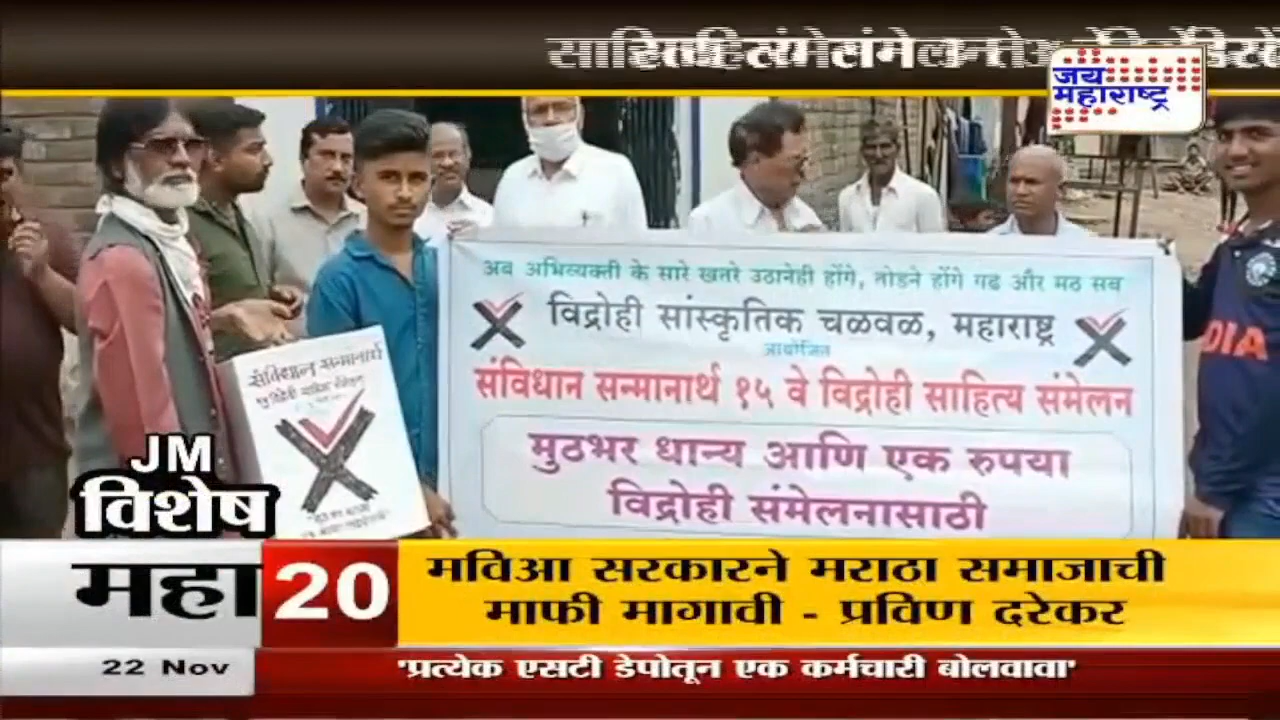 जय
महाराष्ट्र
अब अभिव्यक्ती के सारे खतरे उठानेही होंगे, तोडने होंगे गढ और मठ सब
विद्रोही सांस्कृतिक चळवळ, महाराष्ट्र
आयोजित
संविधान सन्मानार्थ १५ वे विद्रोही साहित्य संमेलन
मुठभर धान्य आणि एक रुपया
विद्रोही संमेलनासाठी
संविधान सन्मानार्थ
DIA
JM
विशेष
महा 20
मविआ सरकारने मराठा समाजाची
माफी मागावी - प्रविण दरेकर
22 Nov
'प्रत्येक एसटी डेपोतून एक कर्मचारी बोलवावा'